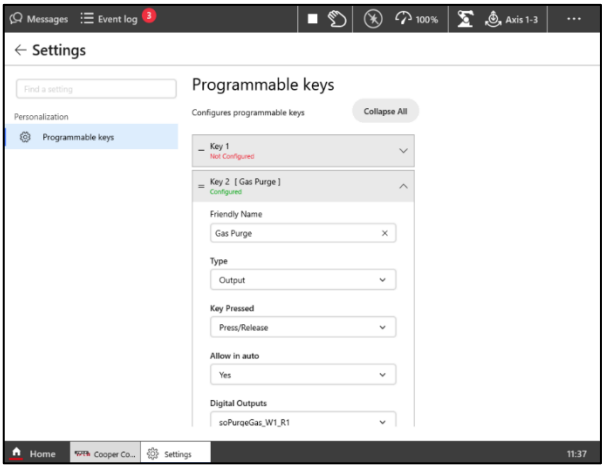 Messages Event log 3 100% Axis 1-3 ...
← Settings
Find a setting
Personalization
Programmable keys
Programmable keys
Configures programmable keys Collapse All
Key 1
Not Configured
Key 2 [ Gas Purge ]
Configured
Friendly Name
Gas Purge
Type
Output
Key Pressed
Press/Release
Allow in auto
Yes
Digital Outputs
soPurgeGas_W1_R1
Home Cooper Co... Settings 11:37